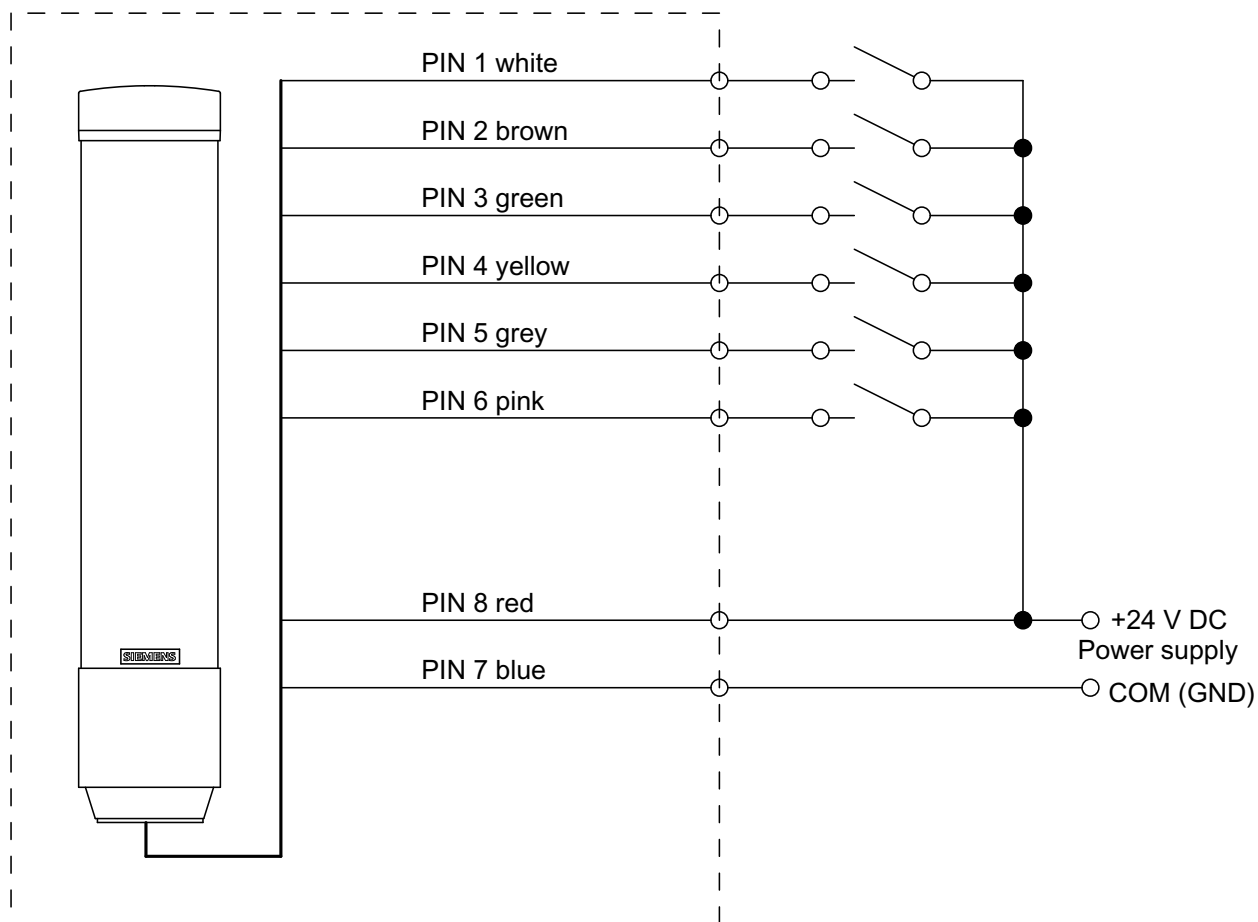 PIN 1 white
PIN 2 brown
PIN 3 green
PIN 4 yellow
PIN 5 grey
PIN 6 pink
PIN 8 red
+24 V DC
Power supply
SIEMENS
PIN 7 blue
COM (GND)